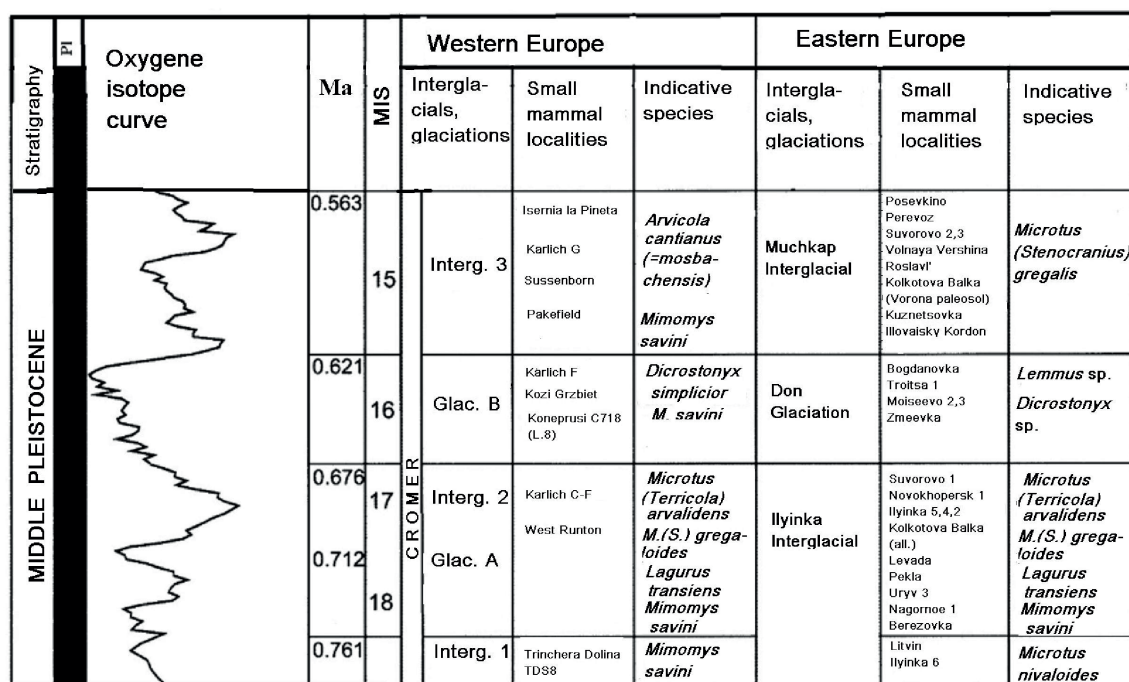 Stratigraphy
Pl
Oxygene
isotope
curve
Ma
MIS
Western Europe
Eastern Europe
Intergla-
cials,
glaciations
Small
mammal
localities
Indicative
species
Intergla-
cials,
glaciations
Small
mammal
localities
Indicative
species
MIDDLE PLEISTOCENE
CROMER
0.563
15
Interg. 3
Isernia la Pineta
Karlich G
Sussenborn
Pakefield
Arvicola
cantianus
(=mosba-
chensis)
Mimomys
savini
Muchkap
Interglacial
Posevkino
Perevoz
Suvorovo 2,3
Volnaya Vershina
Roslavl'
Kolkotova Balka
(Vorona paleosol)
Kuznetsovka
Illovaisky Kordon
Microtus
(Stenocranius)
gregalis
0.621
16
Glac. B
Karlich F
Kozi Grzbiet
Koneprusi C718
(L.8)
Dicrostonyx
simplicior
M. savini
Don
Glaciation
Bogdanovka
Troitsa 1
Moiseevo 2,3
Zmeevka
Lemmus sp.
Dicrostonyx
sp.
0.676
17
0.712
18
Interg. 2
Glac. A
Karlich C-F
West Runton
Microtus
(Terricola)
arvalidens
M.(S.) grega-
loides
Lagurus
transiens
Mimomys
savini
Ilyinka
Interglacial
Suvorovo 1
Novokhopersk 1
Ilyinka 5,4,2
Kolkotova Balka
(all.)
Levada
Pekla
Uryv 3
Nagornoe 1
Berezovka
Microtus
(Terricola)
arvalidens
M.(S.) grega-
loides
Lagurus
transiens
Mimomys
savini
0.761
Interg. 1
Trinchera Dolina
TDS8
Mimomys
savini
Litvin
Ilyinka 6
Microtus
nivaloides